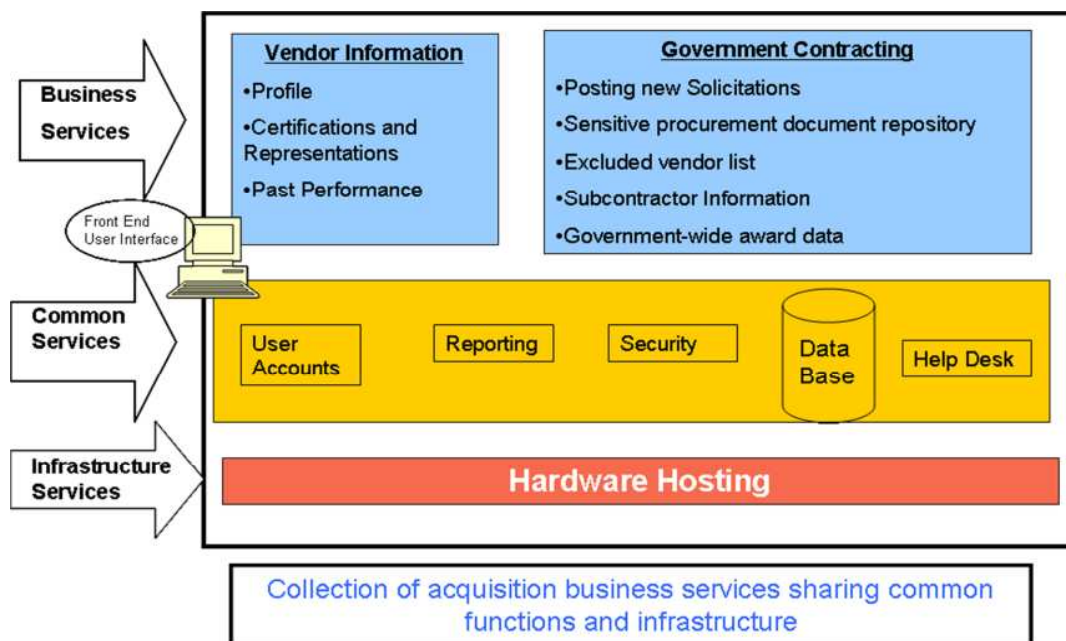 Business
Services
Vendor Information
•Profile
•Certifications and
Representations
•Past Performance
Government Contracting
•Posting new Solicitations
•Sensitive procurement document repository
•Excluded vendor list
•Subcontractor Information
•Government-wide award data
Front End
User Interface
Common
Services
User
Accounts
Reporting
Security
Data
Base
Help Desk
Infrastructure
Services
Hardware Hosting
Collection of acquisition business services sharing common
functions and infrastructure